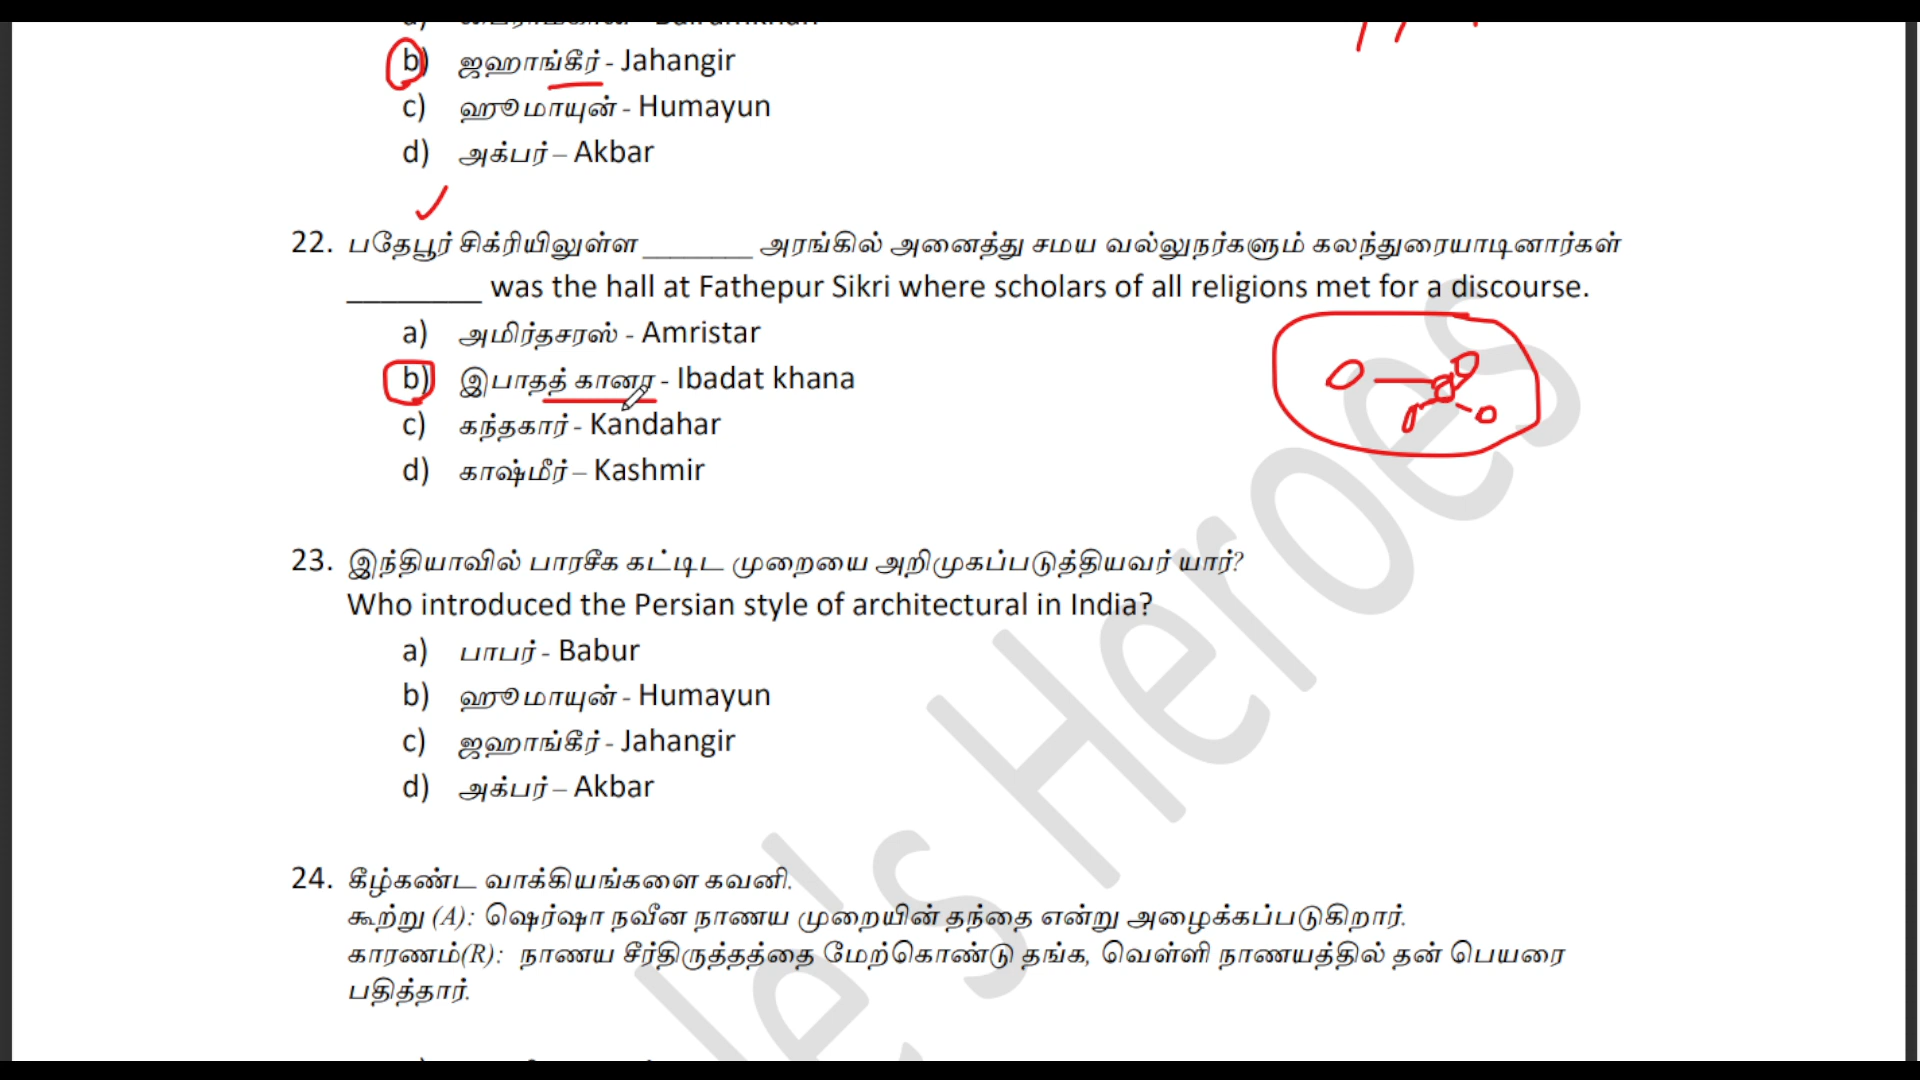 b) ஜஹாங்கீர் - Jahangir
c) ஹூமாயுன் - Humayun
d) அக்பர் – Akbar
22. பதேபூர் சிக்ரியிலுள்ள ________ அரங்கில் அனைத்து சமய வல்லுநர்களும் கலந்துரையாடினார்கள்
_________ was the hall at Fathepur Sikri where scholars of all religions met for a discourse.
a) அமிர்தசரஸ் - Amristar
b) இபாதத் கானா - Ibadat khana
c) கந்தகார் - Kandahar
d) காஷ்மீர் – Kashmir
23. இந்தியாவில் பாரசீக கட்டிட முறையை அறிமுகப்படுத்தியவர் யார்?
Who introduced the Persian style of architectural in India?
a) பாபர் - Babur
b) ஹூமாயுன் - Humayun
c) ஜஹாங்கீர் - Jahangir
d) அக்பர் – Akbar
24. கீழ்கண்ட வாக்கியங்களை கவனி.
கூற்று (A): ஷெர்ஷா நவீன நாணய முறையின் தந்தை என்று அழைக்கப்படுகிறார்.
காரணம்(R): நாணய சீர்திருத்தத்தை மேற்கொண்டு தங்க, வெள்ளி நாணயத்தில் தன் பெயரை
பதித்தார்.
's Heroes